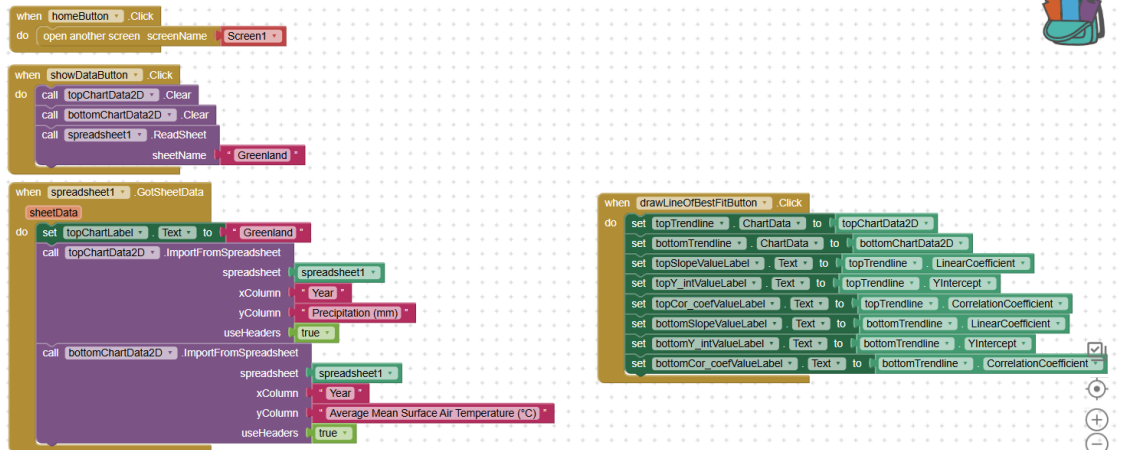 when homeButton .Click
do open another screen screenName Screen1
when showDataButton .Click
do call topChartData2D .Clear
call bottomChartData2D .Clear
call spreadsheet1 .ReadSheet
sheetName “ Greenland ”
when spreadsheet1 .GotSheetData
sheetData
do set topChartLabel . Text to “ Greenland ”
call topChartData2D .ImportFromSpreadsheet
spreadsheet spreadsheet1
xColumn “ Year ”
yColumn “ Precipitation (mm) ”
useHeaders true
call bottomChartData2D .ImportFromSpreadsheet
spreadsheet spreadsheet1
xColumn “ Year ”
yColumn “ Average Mean Surface Air Temperature (°C) ”
useHeaders true
when drawLineOfBestFitButton .Click
do set topTrendline . ChartData to topChartData2D
set bottomTrendline . ChartData to bottomChartData2D
set topSlopeValueLabel . Text to topTrendline . LinearCoefficient
set topY_intValueLabel . Text to topTrendline . YIntercept
set topCor_coefValueLabel . Text to topTrendline . CorrelationCoefficient
set bottomSlopeValueLabel . Text to bottomTrendline . LinearCoefficient
set bottomY_intValueLabel . Text to bottomTrendline . YIntercept
set bottomCor_coefValueLabel . Text to bottomTrendline . CorrelationCoefficient